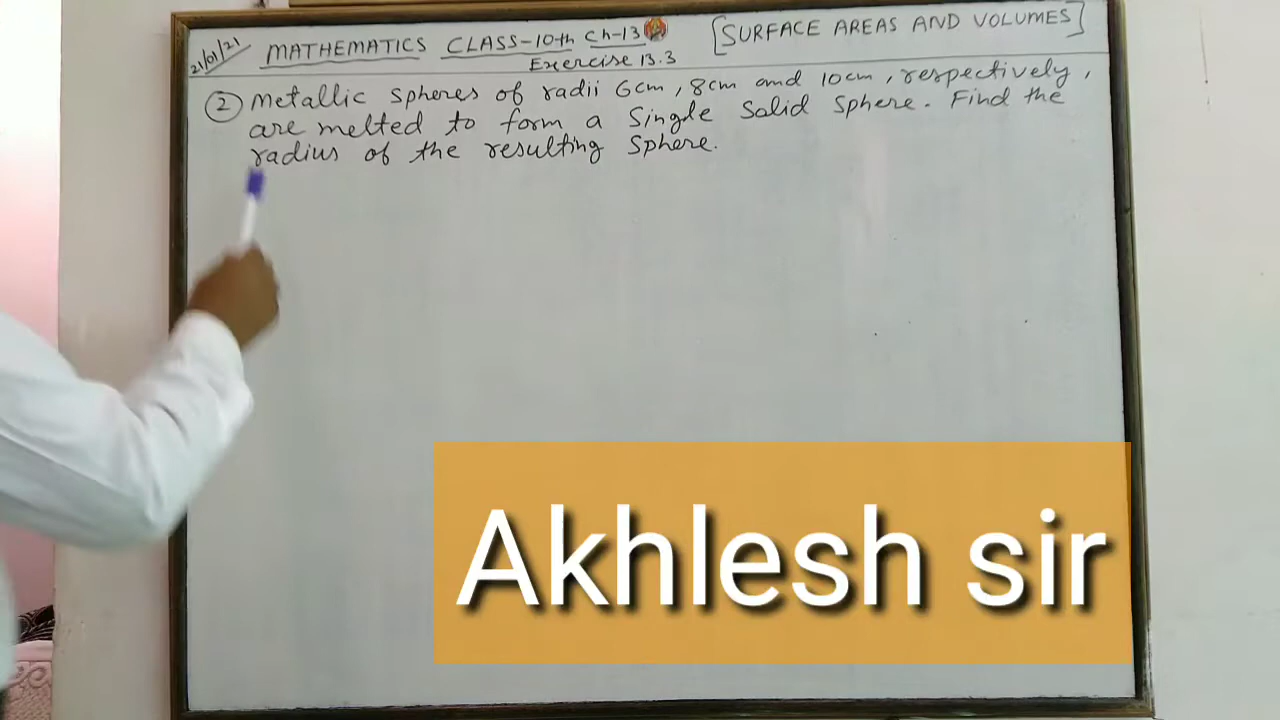 21/01/21 MATHEMATICS CLASS-10th Ch-13 [SURFACE AREAS AND VOLUMES]
Exercise 13.3
② Metallic spheres of radii 6cm, 8cm and 10cm, respectively,
are melted to form a Single Solid Sphere. Find the
radius of the resulting Sphere.
Akhlesh sir